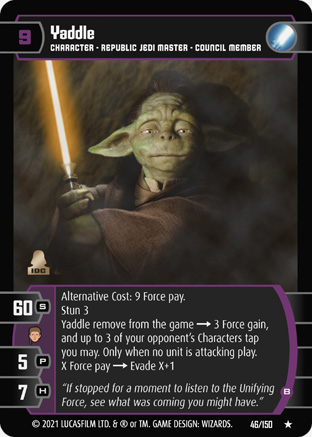 9 Yaddle
CHARACTER - REPUBLIC JEDI MASTER - COUNCIL MEMBER
IDC
60 S
5 P
7 H
Alternative Cost: 9 Force pay.
Stun 3
Yaddle remove from the game → 3 Force gain,
and up to 3 of your opponent's Characters tap
you may. Only when no unit is attacking play.
X Force pay → Evade X+1
"If stopped for a moment to listen to the Unifying
Force, see what was coming you might have."
B
© 2021 LUCASFILM LTD. & ® or TM. GAME DESIGN: WIZARDS. 46/150 ★